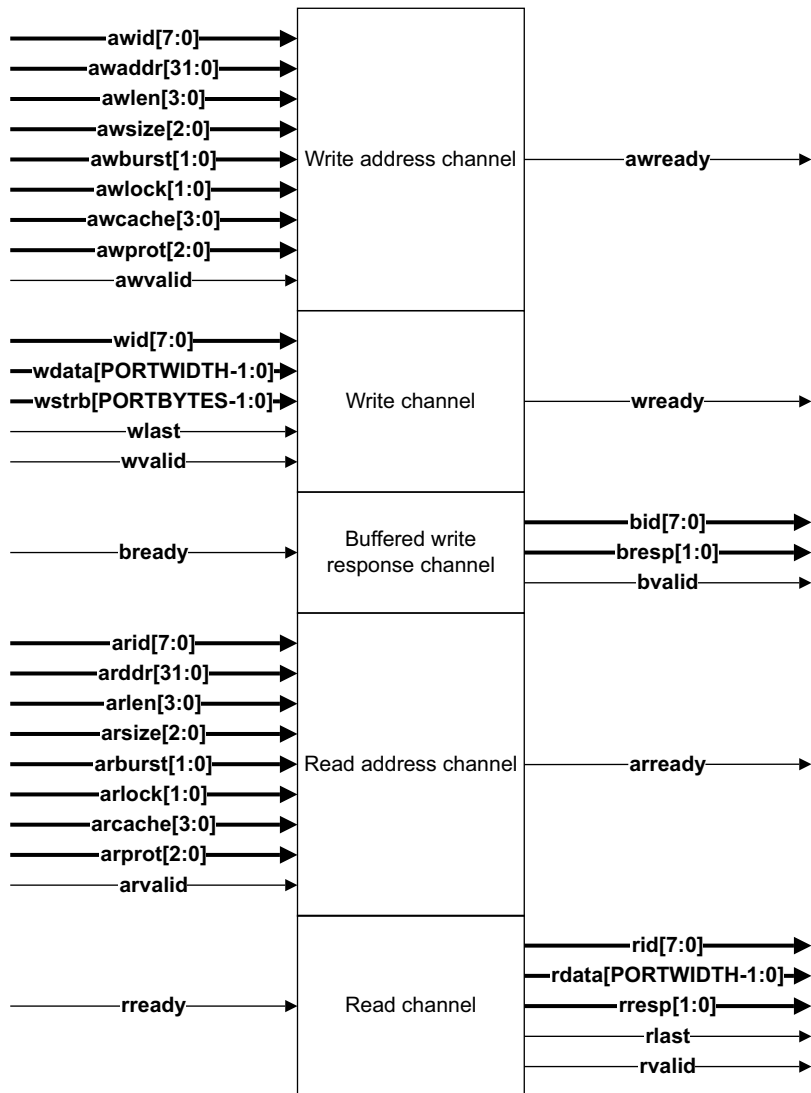 awid[7:0]
awaddr[31:0]
awlen[3:0]
awsize[2:0]
awburst[1:0]
awlock[1:0]
awcache[3:0]
awprot[2:0]
awvalid
Write address channel
awready
wid[7:0]
wdata[PORTWIDTH-1:0]
wstrb[PORTBYTES-1:0]
wlast
wvalid
Write channel
wready
bready
Buffered write
response channel
bid[7:0]
bresp[1:0]
bvalid
arid[7:0]
arddr[31:0]
arlen[3:0]
arsize[2:0]
arburst[1:0]
arlock[1:0]
arcache[3:0]
arprot[2:0]
arvalid
Read address channel
arready
rready
Read channel
rid[7:0]
rdata[PORTWIDTH-1:0]
rresp[1:0]
rlast
rvalid